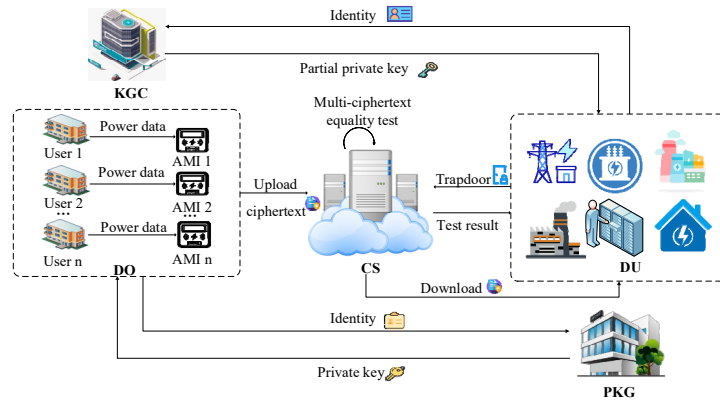 Identity
Partial private key
KGC
Multi-ciphertext
equality test
User 1
Power data
AMI 1
User 2
Power data
AMI 2
...
...
User n
Power data
AMI n
DO
Upload
ciphertext
CS
Trapdoor
Test result
Download
DU
Identity
Private key
PKG